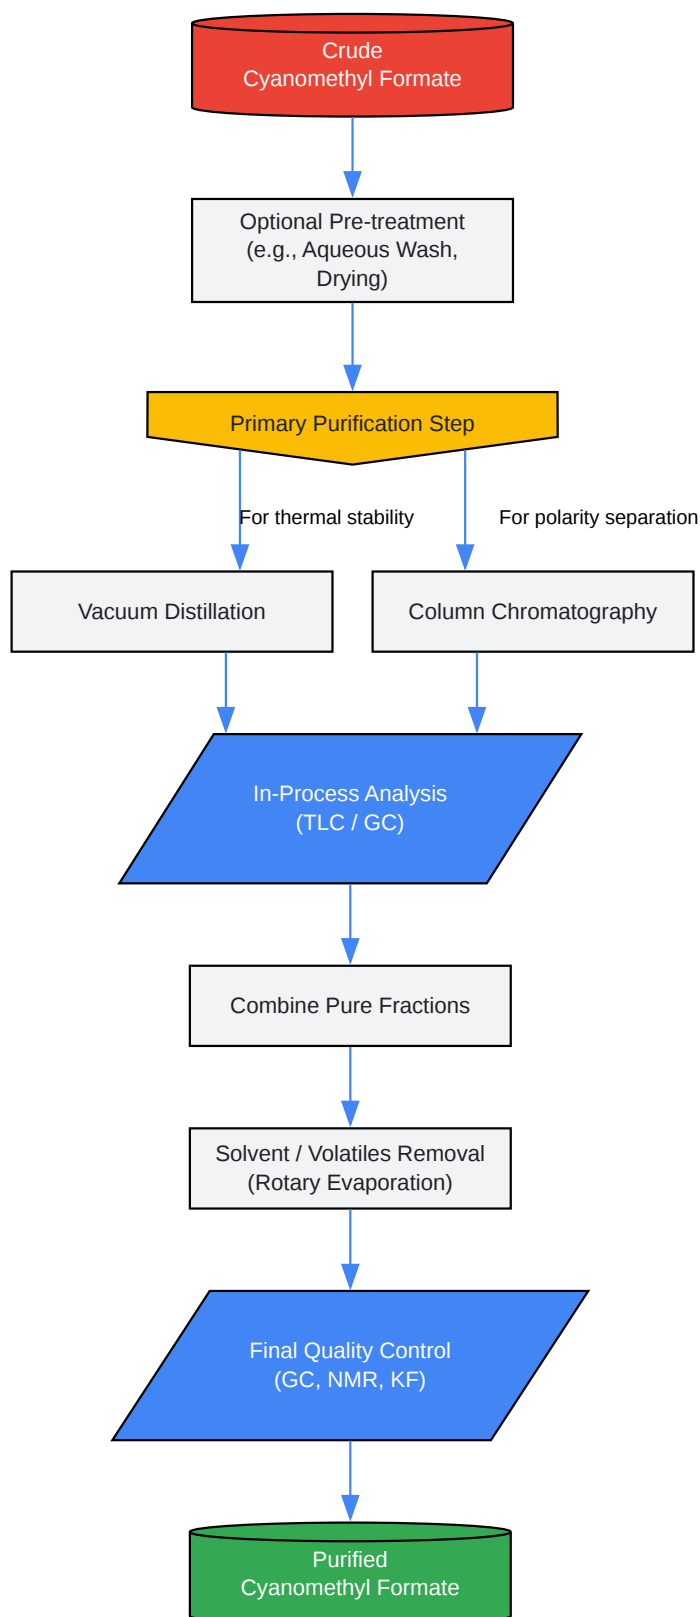 Crude
Cyanomethyl Formate
Optional Pre-treatment
(e.g., Aqueous Wash,
Drying)
Primary Purification Step
For thermal stability
For polarity separation
Vacuum Distillation
Column Chromatography
In-Process Analysis
(TLC / GC)
Combine Pure Fractions
Solvent / Volatiles Removal
(Rotary Evaporation)
Final Quality Control
(GC, NMR, KF)
Purified
Cyanomethyl Formate